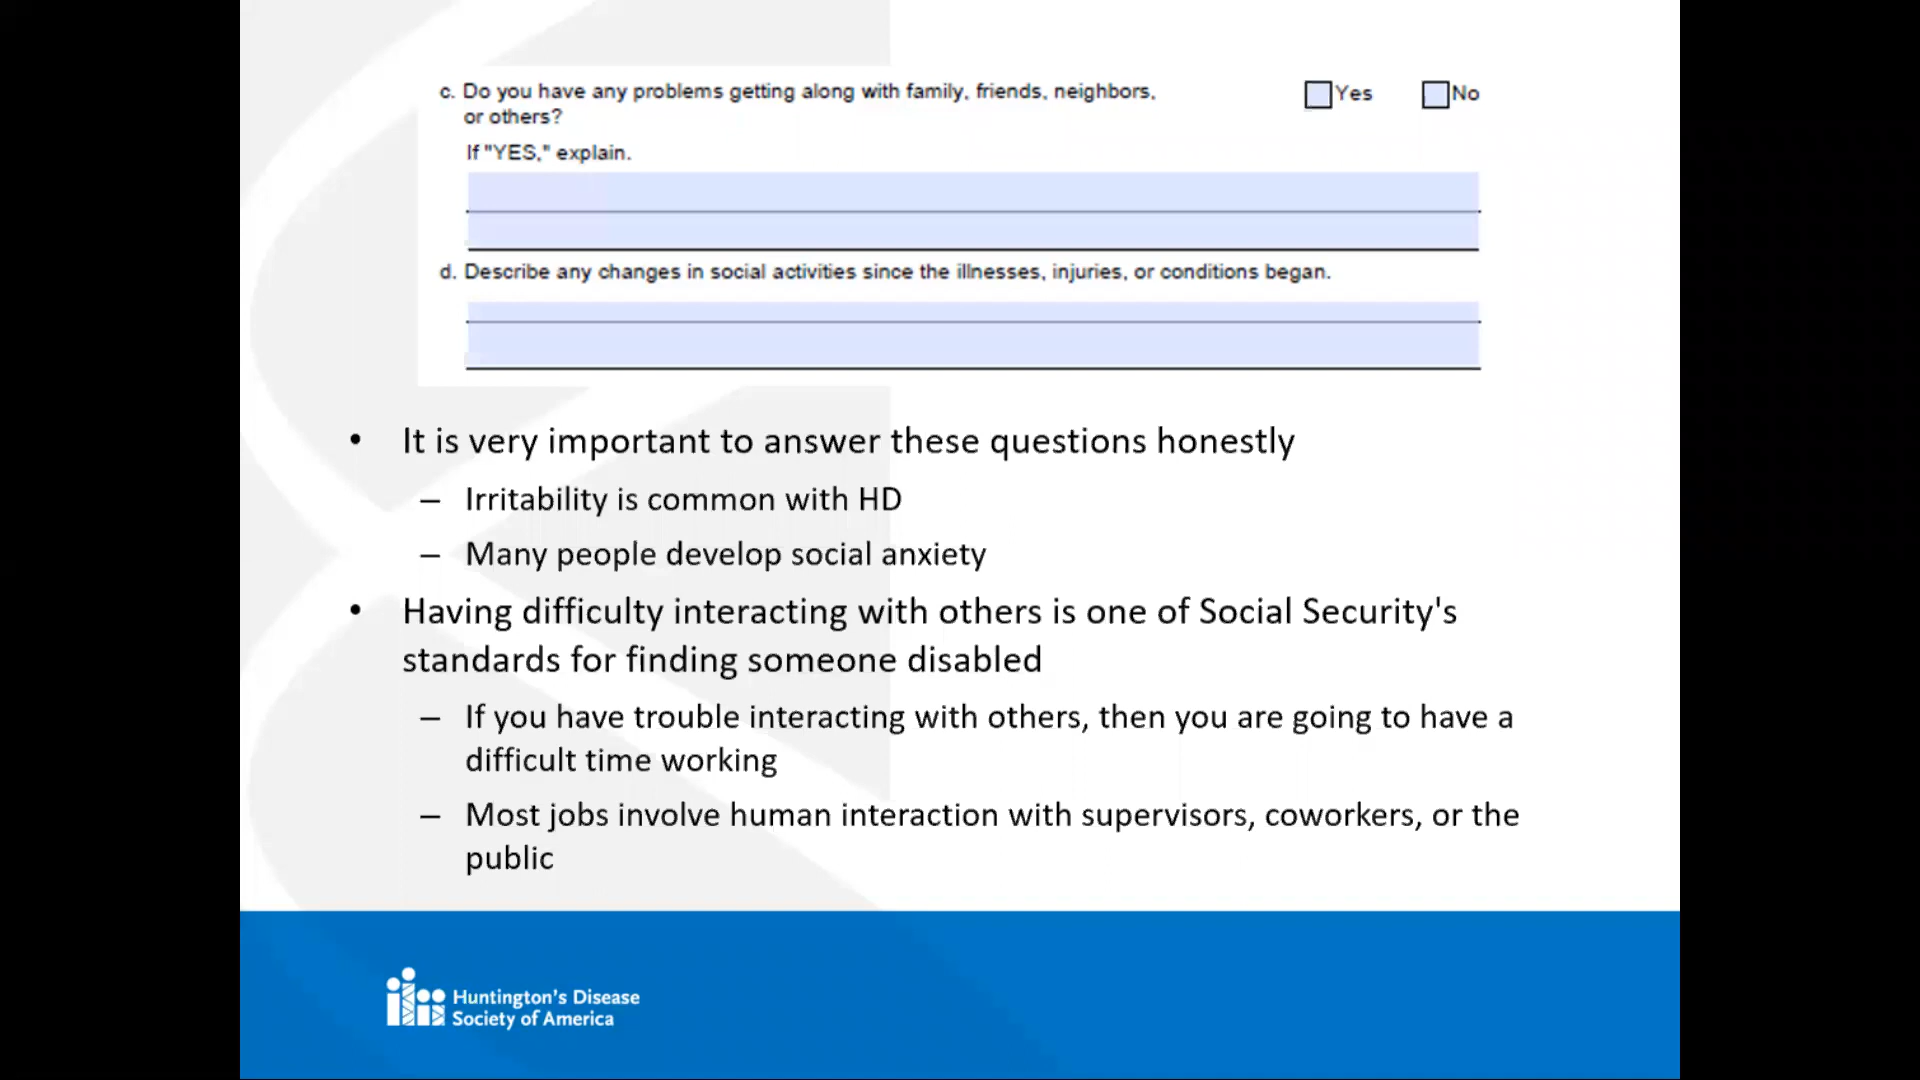 c. Do you have any problems getting along with family, friends, neighbors,
or others?
Yes
No
If "YES," explain.
d. Describe any changes in social activities since the illnesses, injuries, or conditions began.
• It is very important to answer these questions honestly
– Irritability is common with HD
– Many people develop social anxiety
• Having difficulty interacting with others is one of Social Security's
standards for finding someone disabled
– If you have trouble interacting with others, then you are going to have a
difficult time working
– Most jobs involve human interaction with supervisors, coworkers, or the
public
Huntington's Disease
Society of America